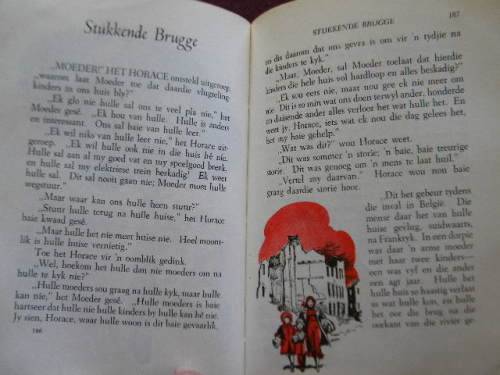 Stukkende Brugge
„MOEDER!” HET HORACE ontsteld uitgeroep,
„waarom laat Moeder dan daardie vlugteling
kinders in ons huis bly?”
„Ek glo nie hulle sal ons te veel pla nie,” het
Moeder gesê. „Ek hou van hulle. Hulle is anders
en interessant. Ons sal baie van hulle leer.”
„Ek wil niks van hulle leer nie,” het Horace uit-
geroep. „Ek wil hulle ook nie in die huis hê nie.
Hulle sal aan al my goed vat en my speelgoed breek,
en hulle sal my elektriese trein beskadig! Ek weet
hulle sal. Dit sal nooit gaan nie; Moeder moet hulle
wegstuur.”
„Maar waar kan ons hulle heen stuur?”
„Stuur hulle terug na hulle huise,” het Horace
baie kwaad gesê.
„Maar hulle het nie meer huise nie. Heel moont-
lik is hulle huise vernietig.”
Toe het Horace vir 'n oomblik gedink.
„Wel, hoekom het hulle dan nie moeders om na
hulle te kyk nie?”
„Hulle moeders sou graag na hulle kyk, maar hulle
kan nie,” het Moeder gesê. „Hulle moeders is baie
hartseer dat hulle nie hulle kinders by hulle kan hê nie.
Jy sien, Horace, waar hulle woon is dit baie gevaarlik.
186
STUKKENDE BRUGGE
187
en dit daarom dat ons gevra is om vir 'n tydjie na
die kinders te kyk.”
„Maar, Moeder, sal Moeder toelaat dat hierdie
kinders die hele huis vol hardloop en alles beskadig?”
„Ek sou eers nie, maar nou gee ek nie meer om
nie. Dit is so min wat ons doen terwyl ander, honderde
en duisende ander alles verloor het wat hulle het. En
weet jy, Horace, iets wat ek nou die dag gelees het,
het my baie gehelp.”
„Wat was dit?” wou Horace weet.
„Dit was sommer 'n storie; 'n baie, baie treurige
storie. Dit was genoeg om 'n mens te laat huil.”
„Vertel my daarvan.” Horace wou nou baie
graag daardie storie hoor.
„Dit het gebeur tydens
die inval in België. Die
mense daar het van hulle
huise gevlug, suidwaarts,
na Frankryk. In een dorpie
was daar 'n arme moeder
met haar twee kinders—
een was vyf en die ander
een agt jaar. Hulle het
hulle huis so haastig verlaat
so wat hulle kon, en hulle
het oor die brug na die
oorkant van die rivier ge-